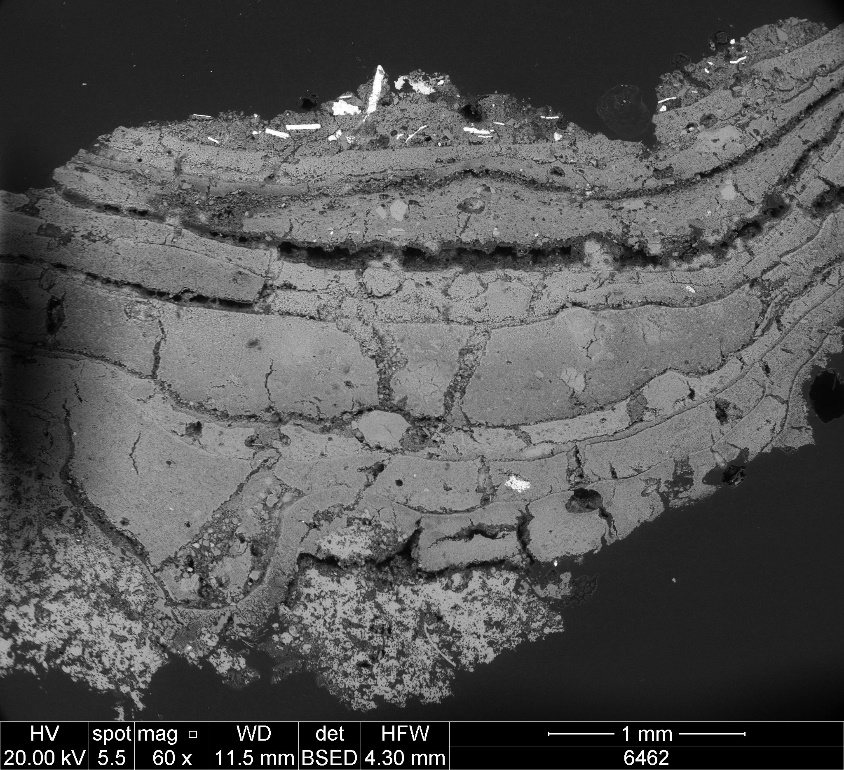 HV spot mag □ WD det HFW 1 mm
20.00 kV 5.5 60 x 11.5 mm BSED 4.30 mm 6462